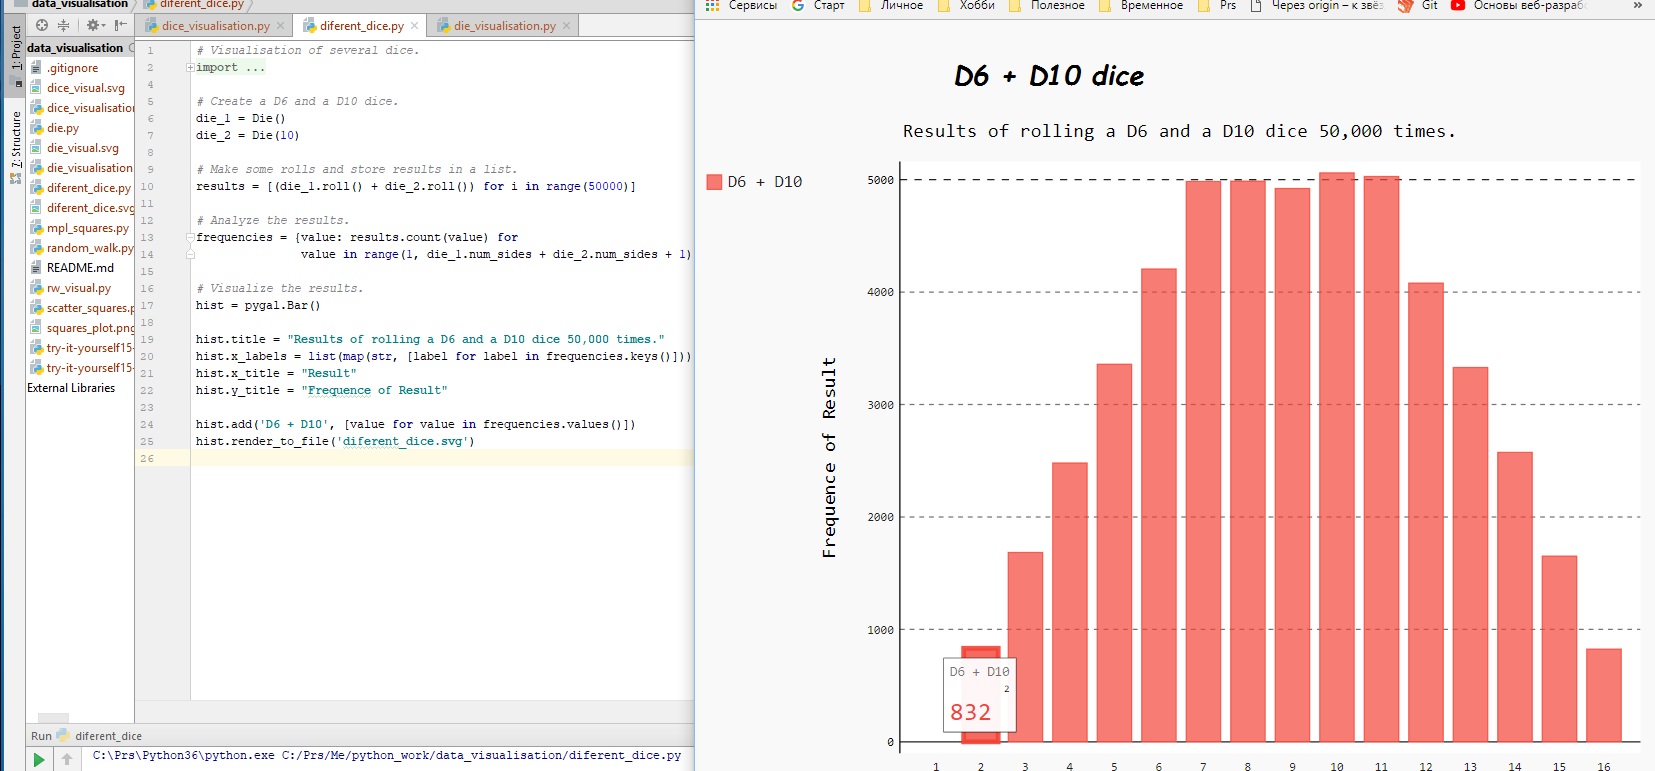 data_visualisation
diferent_dice.py
dice_visualisation.py
diferent_dice.py
die_visualisation.py
1: Project
7: Structure
data_visualisation
.gitignore
dice_visual.svg
dice_visualisatio
die.py
die_visual.svg
die_visualisation
diferent_dice.py
diferent_dice.svg
mpl_squares.py
random_walk.py
README.md
rw_visual.py
scatter_squares.p
squares_plot.png
try-it-yourself15-
try-it-yourself15-
External Libraries
1 # Visualisation of several dice.
2 import ...
4
5 # Create a D6 and a D10 dice.
6 die_1 = Die()
7 die_2 = Die(10)
8
9 # Make some rolls and store results in a list.
10 results = [(die_1.roll() + die_2.roll()) for i in range(50000)]
11
12 # Analyze the results.
13 frequencies = {value: results.count(value) for
14 value in range(1, die_1.num_sides + die_2.num_sides + 1)
15
16 # Visualize the results.
17 hist = pygal.Bar()
18
19 hist.title = "Results of rolling a D6 and a D10 dice 50,000 times."
20 hist.x_labels = list(map(str, [label for label in frequencies.keys()]))
21 hist.x_title = "Result"
22 hist.y_title = "Frequence of Result"
23
24 hist.add('D6 + D10', [value for value in frequencies.values()])
25 hist.render_to_file('diferent_dice.svg')
26
Run diferent_dice
C:\Prs\Python36\python.exe C:/Prs/Me/python_work/data_visualisation/diferent_dice.py
Сервисы Старт Личное Хобби Полезное Временное Prs Через origin – к звёз Git Основы веб-разраб »
D6 + D10 dice
Results of rolling a D6 and a D10 dice 50,000 times.
D6 + D10
Frequence of Result
5000
4000
3000
2000
1000
0
D6 + D10
2
832
1 2 3 4 5 6 7 8 9 10 11 12 13 14 15 16